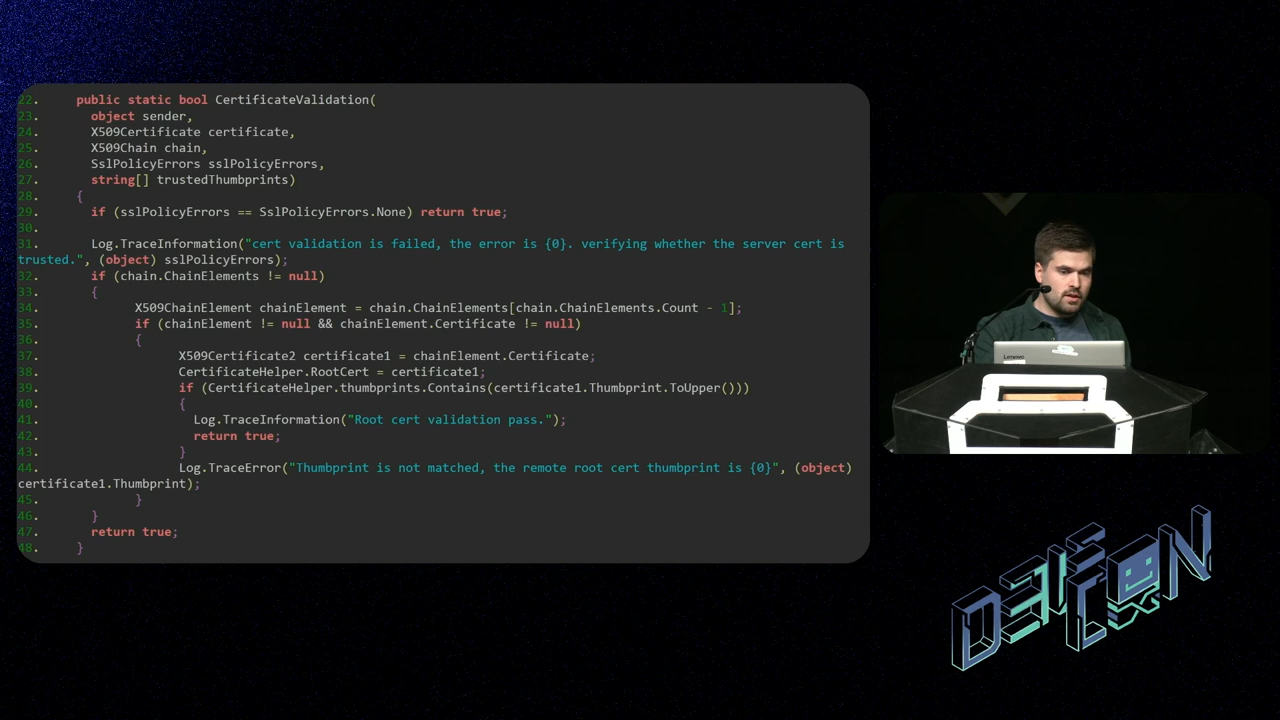 22. public static bool CertificateValidation(
23. object sender,
24. X509Certificate certificate,
25. X509Chain chain,
26. SslPolicyErrors sslPolicyErrors,
27. string[] trustedThumbprints)
28. {
29. if (sslPolicyErrors == SslPolicyErrors.None) return true;
30.
31. Log.TraceInformation("cert validation is failed, the error is {0}. verifying whether the server cert is
trusted.", (object) sslPolicyErrors);
32. if (chain.ChainElements != null)
33. {
34. X509ChainElement chainElement = chain.ChainElements[chain.ChainElements.Count - 1];
35. if (chainElement != null && chainElement.Certificate != null)
36. {
37. X509Certificate2 certificate1 = chainElement.Certificate;
38. CertificateHelper.RootCert = certificate1;
39. if (CertificateHelper.thumbprints.Contains(certificate1.Thumbprint.ToUpper()))
40. {
41. Log.TraceInformation("Root cert validation pass.");
42. return true;
43. }
44. Log.TraceError("Thumbprint is not matched, the remote root cert thumbprint is {0}", (object)
certificate1.Thumbprint);
45. }
46. }
47. return true;
48. }
Lenovo
DEF
CON